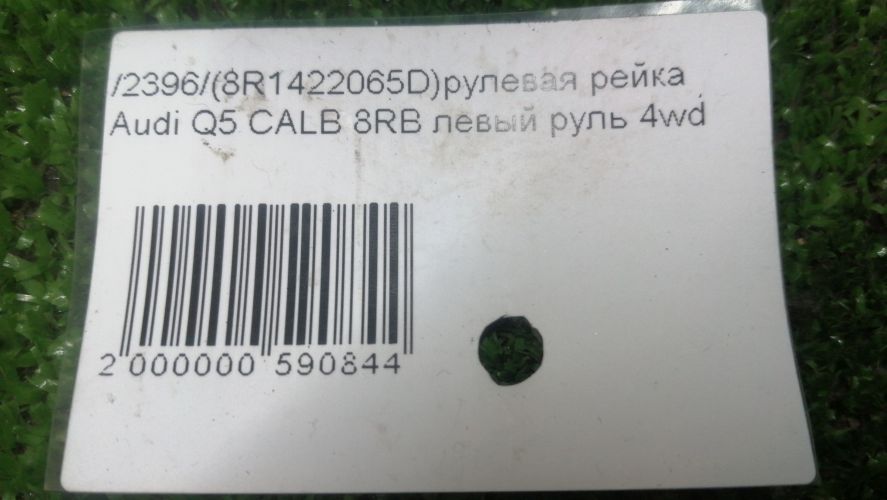 /2396/(8R1422065D)рулевая рейка
Audi Q5 CALB 8RB левый руль 4wd
2 000000 590844